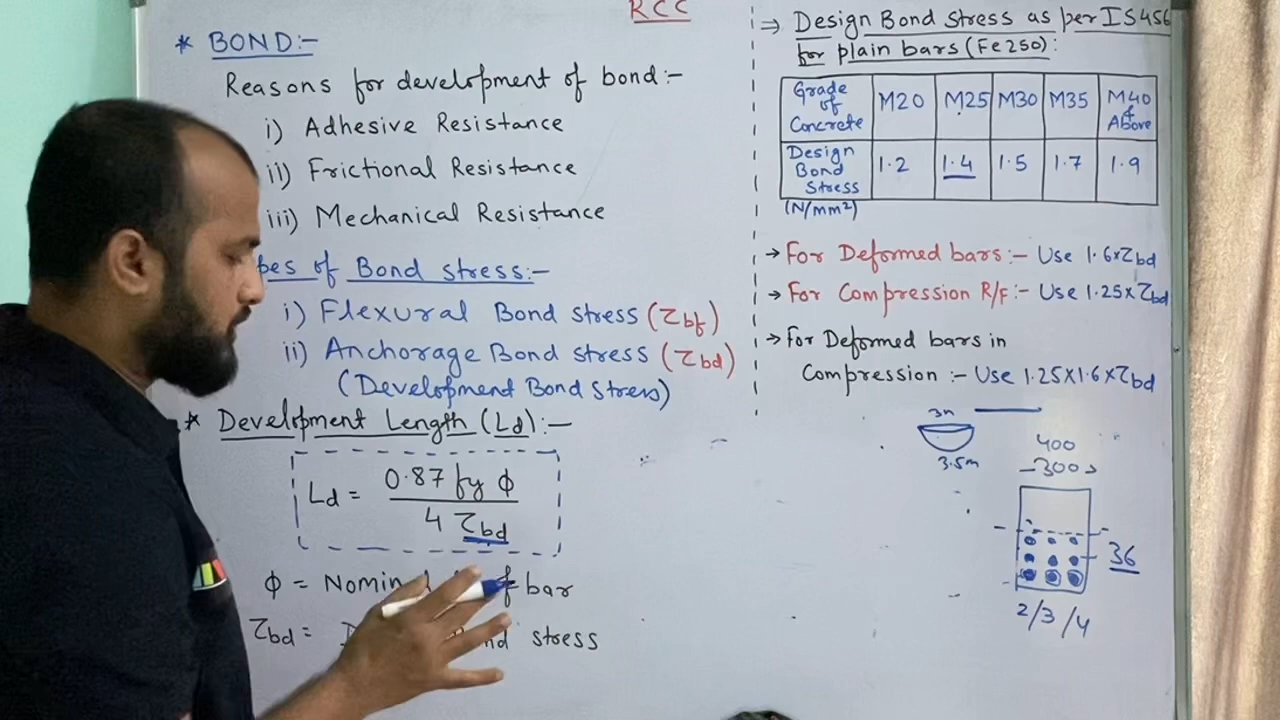 RCC
* BOND:-
Reasons for development of bond:-
i) Adhesive Resistance
ii) Frictional Resistance
iii) Mechanical Resistance
of Bond stress:-
i) Flexural Bond stress (τbf)
ii) Anchorage Bond stress (τbd)
(Development Bond Stress)
* Development Length (Ld):-
Ld = 0.87 fy ϕ / 4 τbd
ϕ = of bar
τbd = stress
⇒ Design Bond stress as per IS456
for plain bars (Fe250):
Grade of Concrete M20 M25 M30 M35 M40 & Above
Design Bond Stress 1.2 1.4 1.5 1.7 1.9
(N/mm²)
→ For Deformed bars:- Use 1.6×τbd
→ For Compression R/F:- Use 1.25×τbd
→ For Deformed bars in
Compression:- Use 1.25×1.6×τbd
3.5m
400
300
36
2/3/4